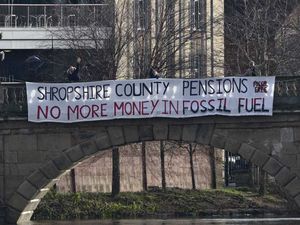 SHROPSHIRE COUNTY PENSIONS
NO MORE MONEY IN FOSSIL FUEL